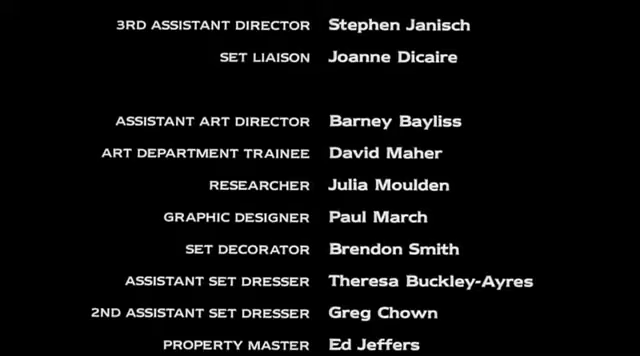 3RD ASSISTANT DIRECTOR Stephen Janisch
SET LIAISON Joanne Dicaire
ASSISTANT ART DIRECTOR Barney Bayliss
ART DEPARTMENT TRAINEE David Maher
RESEARCHER Julia Moulden
GRAPHIC DESIGNER Paul March
SET DECORATOR Brendon Smith
ASSISTANT SET DRESSER Theresa Buckley-Ayres
2ND ASSISTANT SET DRESSER Greg Chown
PROPERTY MASTER Ed Jeffers